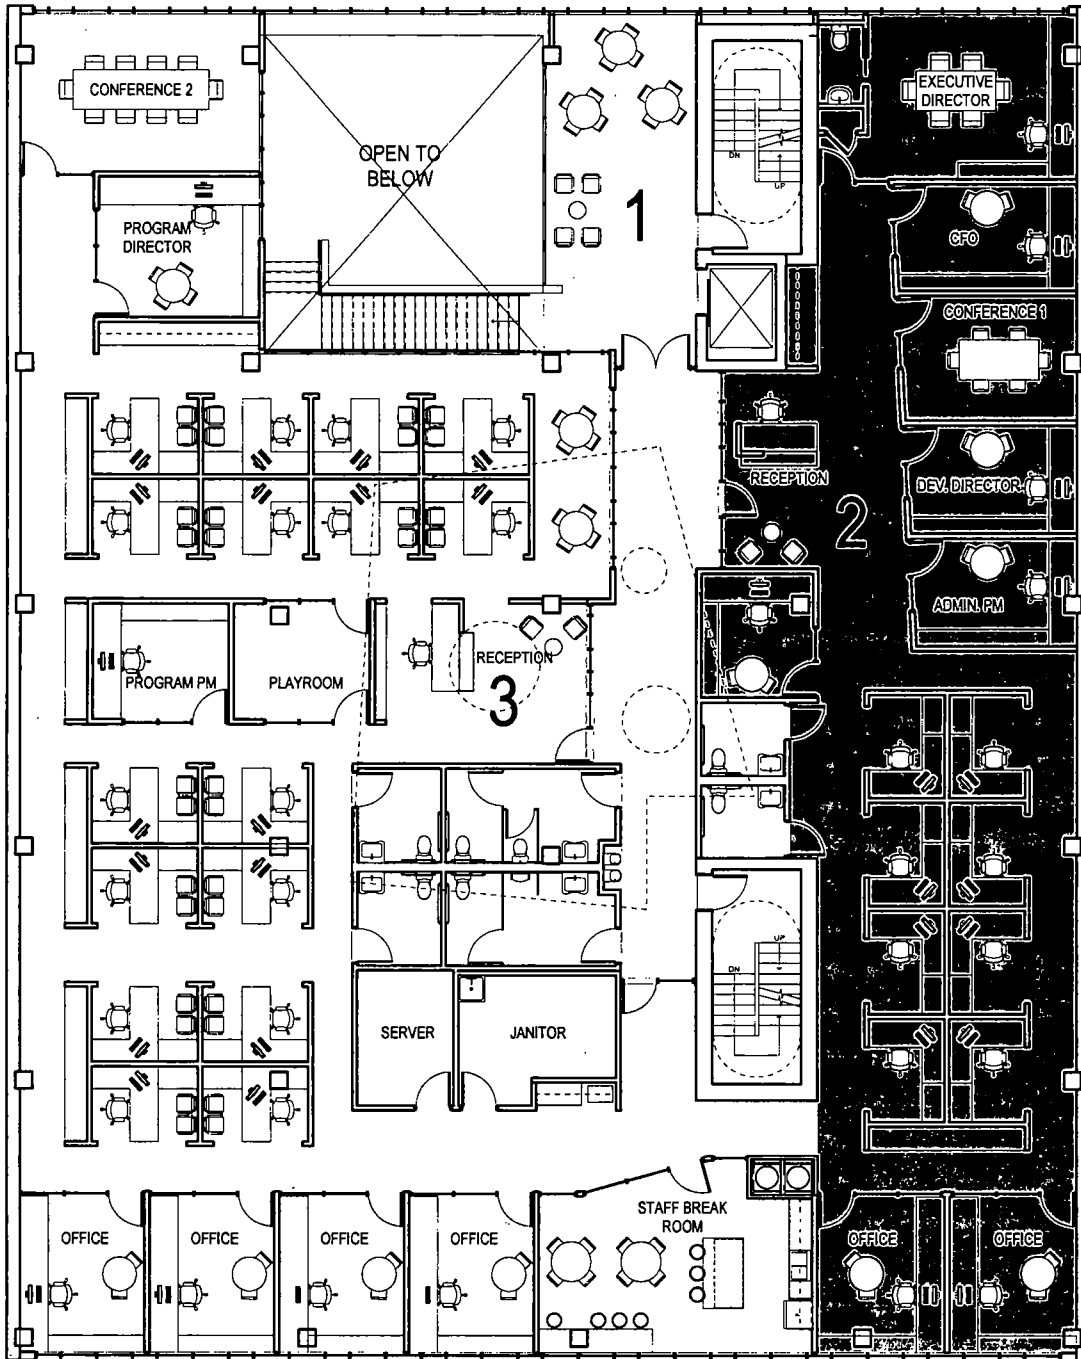 CONFERENCE 2
EXECUTIVE
DIRECTOR
OPEN TO
BELOW
DN
UP
1
PROGRAM
DIRECTOR
CFO
CONFERENCE 1
RECEPTION
DEV. DIRECTOR.
2
ADMIN. PM
RECEPTION
PROGRAM PM
PLAYROOM
3
UP
DN
SERVER
JANITOR
STAFF BREAK
ROOM
OFFICE
OFFICE
OFFICE
OFFICE
OFFICE
OFFICE